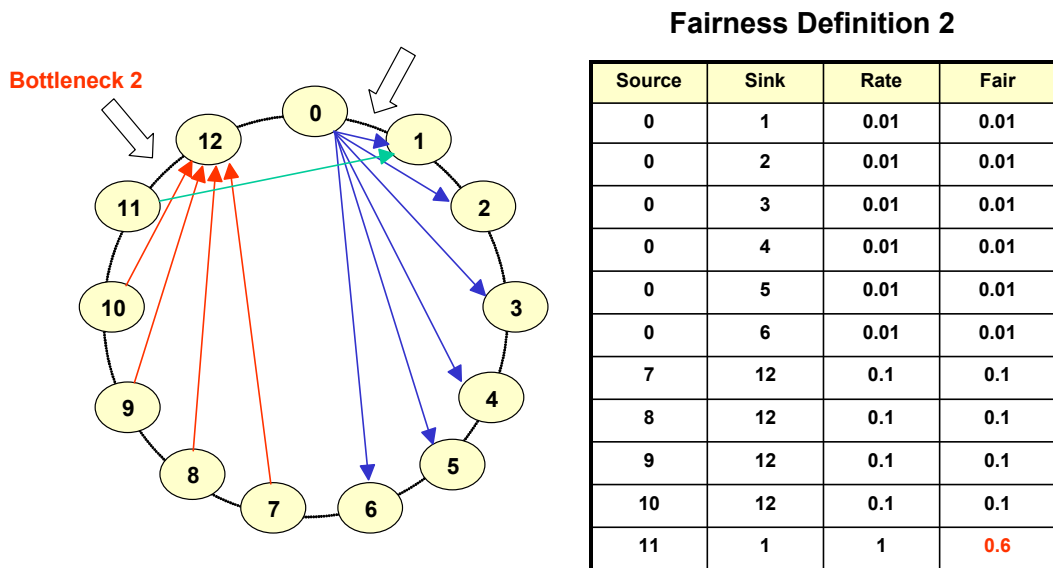 Fairness Definition 2
Bottleneck 2
0
1
2
3
4
5
6
7
8
9
10
11
12
Source Sink Rate Fair
0 1 0.01 0.01
0 2 0.01 0.01
0 3 0.01 0.01
0 4 0.01 0.01
0 5 0.01 0.01
0 6 0.01 0.01
7 12 0.1 0.1
8 12 0.1 0.1
9 12 0.1 0.1
10 12 0.1 0.1
11 1 1 0.6